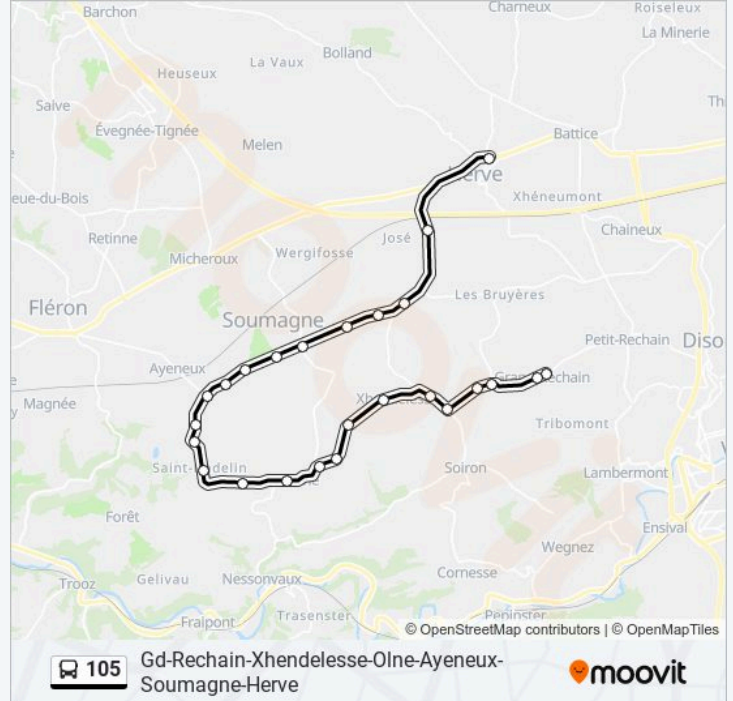 Barchon
Charneux
Roiseleux
La Minerie
Bolland
La Vaux
Heuseux
Saive
Évegnée-Tignée
Battice
Melen
Herve
Xhéneumont
eue-du-Bois
Retinne
José
Chaineux
Wergifosse
Micheroux
Les Bruyères
Fléron
Soumagne
Petit-Rechain
Diso
Ayeneux
Magnée
Tribomont
Soiron
Lambermont
Forêt
Ensival
Wegnez
Trooz
Gelivau
Nessonvaux
Cornesse
Fraipont
Trasenster
Pepinster
© OpenStreetMap contributors | © OpenMapTiles
105
Gd-Rechain-Xhendelesse-Olne-Ayeneux-
Soumagne-Herve
moovit